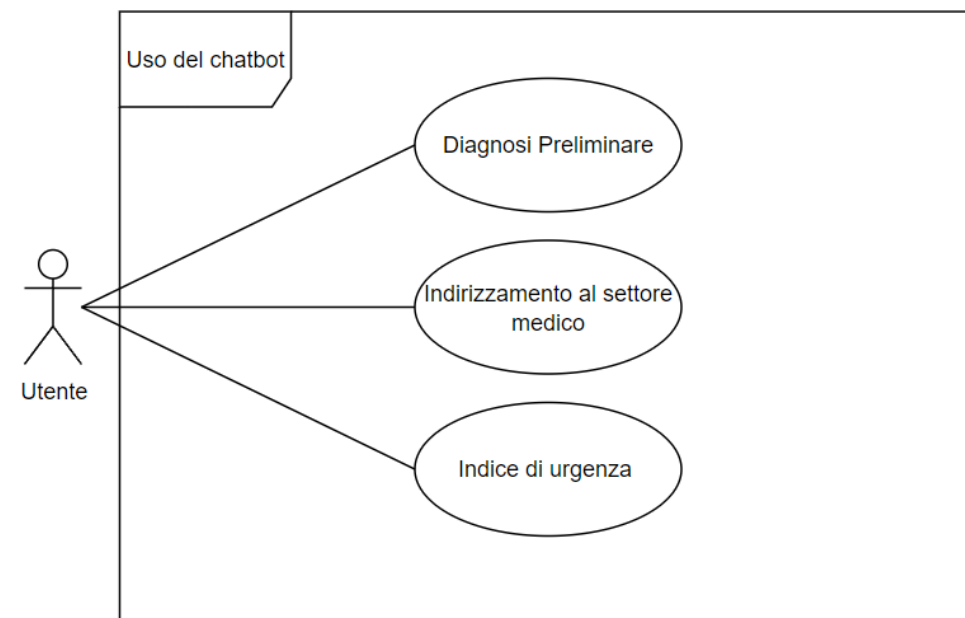 Uso del chatbot
Diagnosi Preliminare
Indirizzamento al settore
medico
Utente
Indice di urgenza